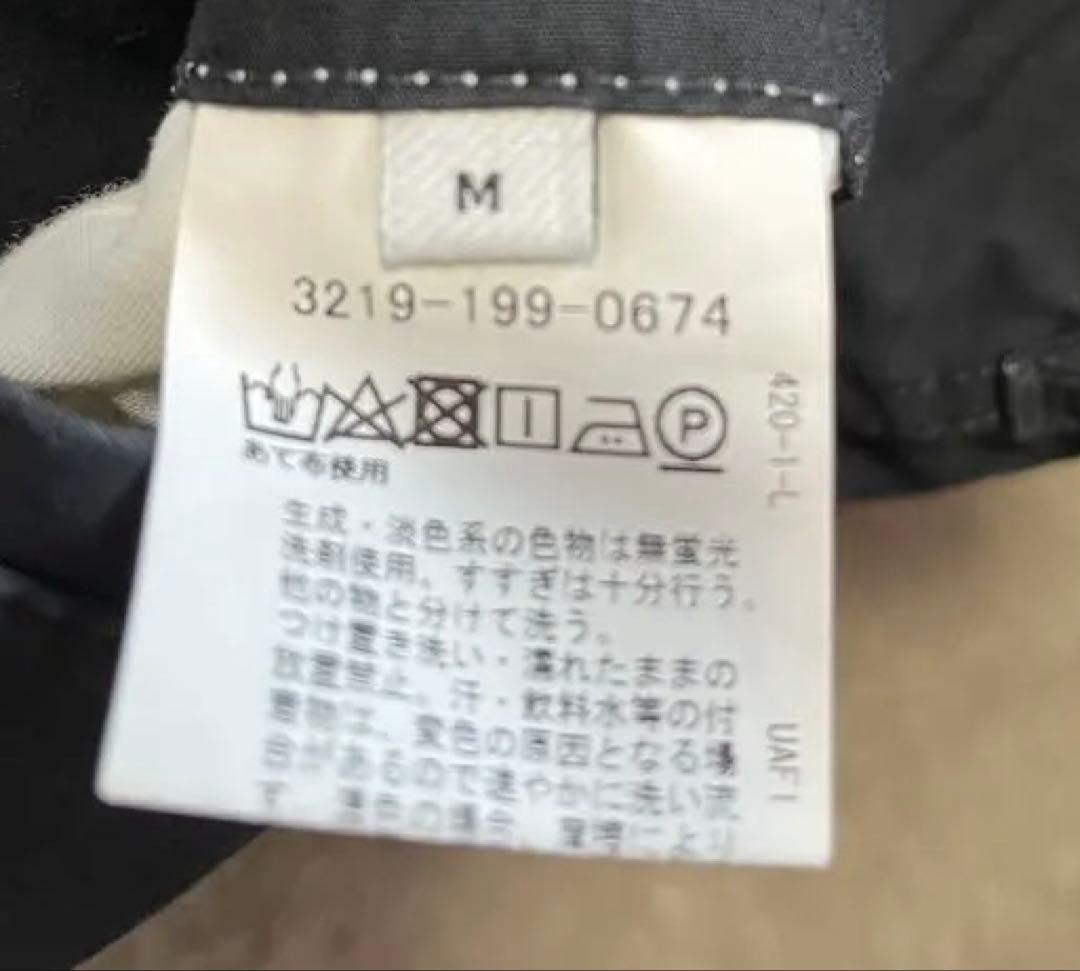 M
3219-199-0674
P
あて布使用
生成・淡色系の色物は無蛍光
洗剤使用、すすぎは十分行う。
他の物と分けて洗う。
つけ置き洗い・濡れたままの
放置禁止。汗・飲料水等の付
着物は、変色の原因となる場
合があるので速やかに洗い流
す
420-1-L
UAF1